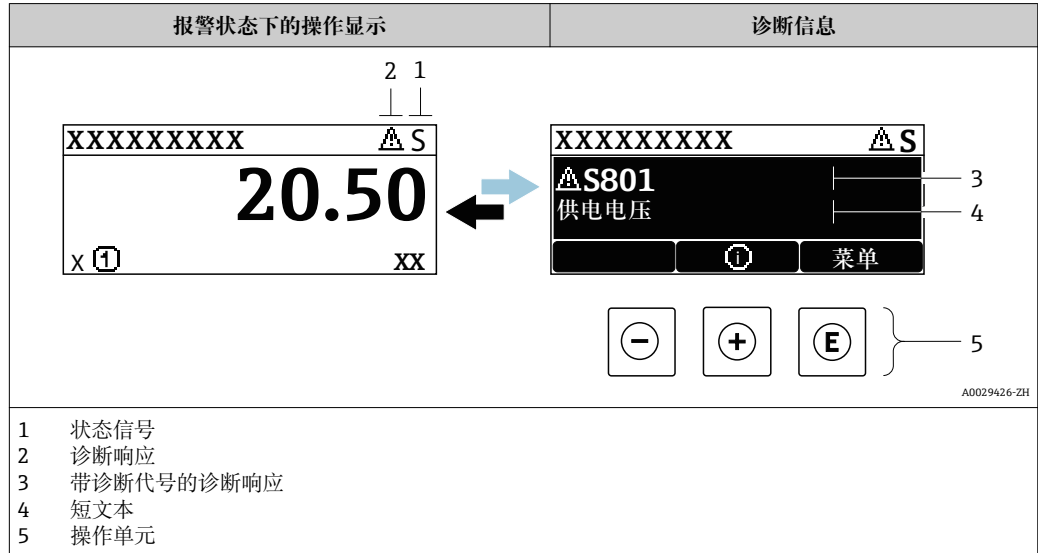 报警状态下的操作显示 诊断信息
2 1
XXXXXXXXX S
20.50
X 1 XX
XXXXXXXXX S
S801
供电电压
i 菜单
3
4
- + E
5
A0029426-ZH
1 状态信号
2 诊断响应
3 带诊断代号的诊断响应
4 短文本
5 操作单元